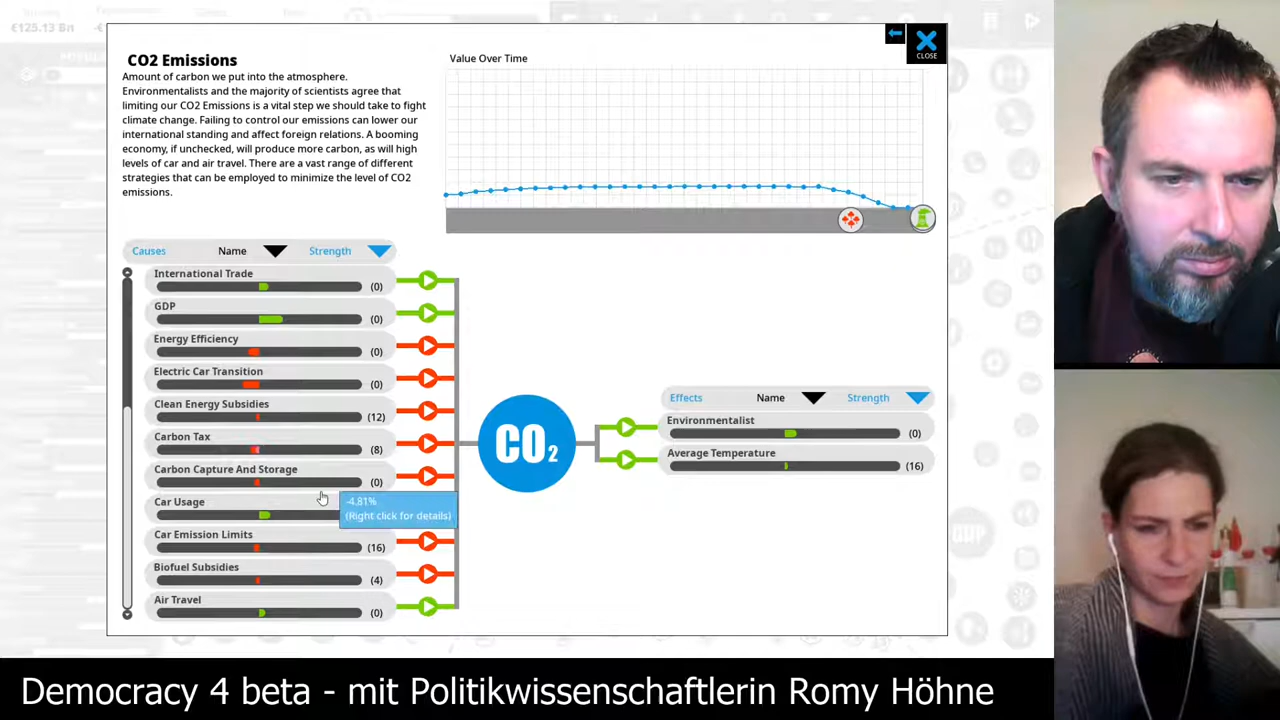 €125.13 Bn
CLOSE
CO2 Emissions
Amount of carbon we put into the atmosphere.
Environmentalists and the majority of scientists agree that
limiting our CO2 Emissions is a vital step we should take to fight
climate change. Failing to control our emissions can lower our
international standing and affect foreign relations. A booming
economy, if unchecked, will produce more carbon, as will high
levels of car and air travel. There are a vast range of different
strategies that can be employed to minimize the level of CO2
emissions.
Value Over Time
Causes Name Strength
International Trade
(0)
GDP
(0)
Energy Efficiency
(0)
Electric Car Transition
(0)
Clean Energy Subsidies
(12)
Carbon Tax
(8)
Carbon Capture And Storage
(0)
Car Usage
-4.81%
(Right click for details)
Car Emission Limits
(16)
Biofuel Subsidies
(4)
Air Travel
(0)
CO2
Effects Name Strength
Environmentalist
(0)
Average Temperature
(16)
GDP
Democracy 4 beta - mit Politikwissenschaftlerin Romy Höhne